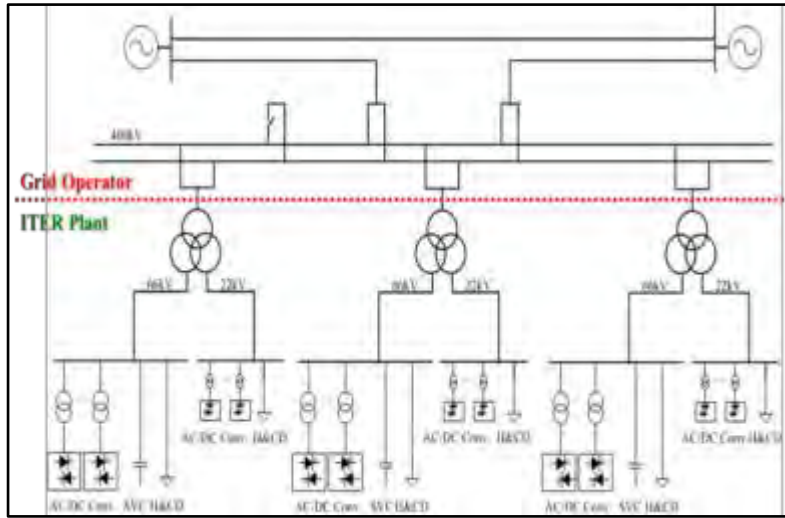 400kV
Grid Operator
ITER Plant
66kV 22kV 66kV 22kV 66kV 22kV
AC/DC Conv. H&CD AC/DC Conv. H&CD AC/DC Conv. H&CD
AC/DC Conv. SVC H&CD AC/DC Conv. SVC H&CD AC/DC Conv. SVC H&CD